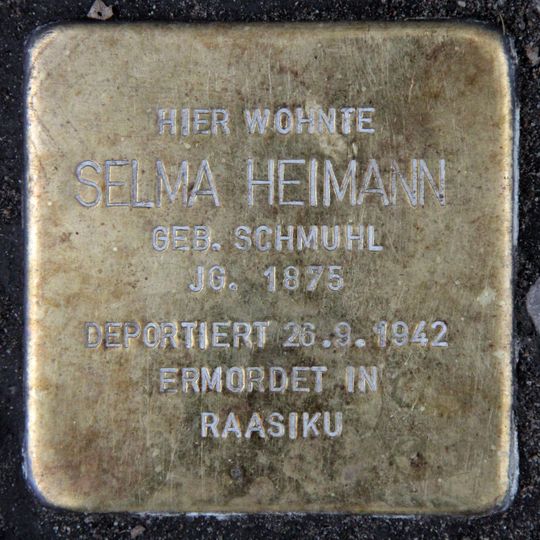 HIER WOHNTE
SELMA HEIMANN
GEB. SCHMUHL
JG. 1875
DEPORTIERT 26.9.1942
ERMORDET IN
RAASIKU